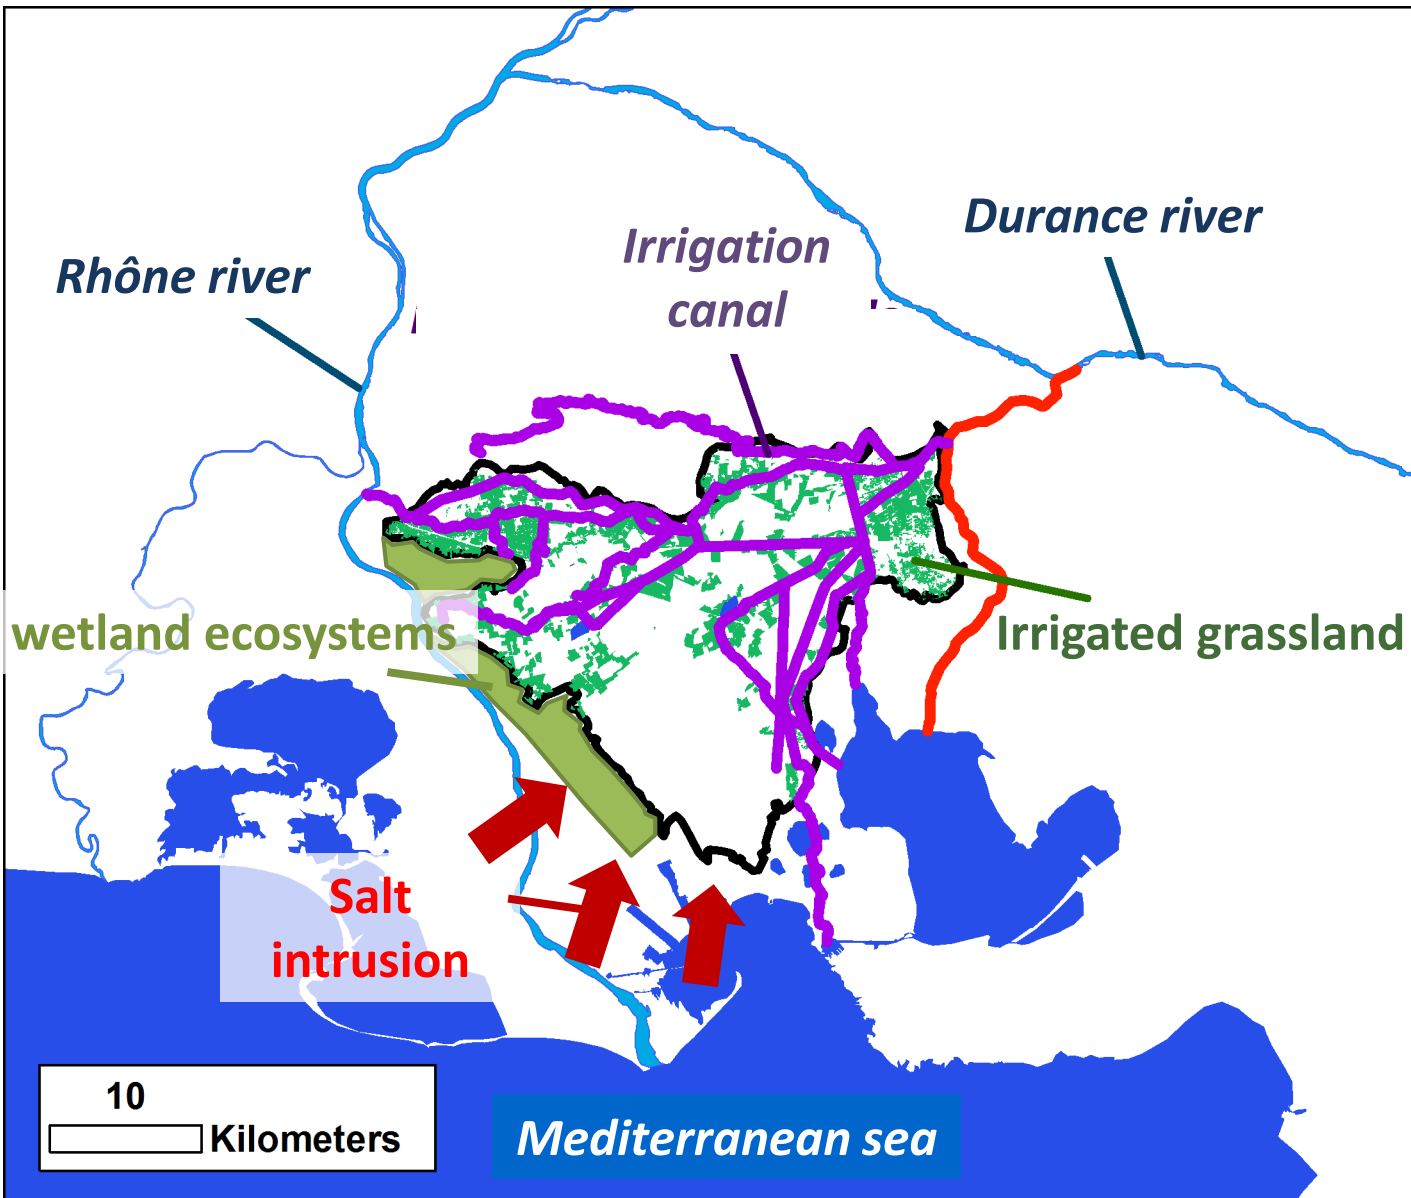 Durance river
Irrigation
canal
Rhône river
wetland ecosystems
Irrigated grassland
Salt
intrusion
10
Kilometers
Mediterranean sea